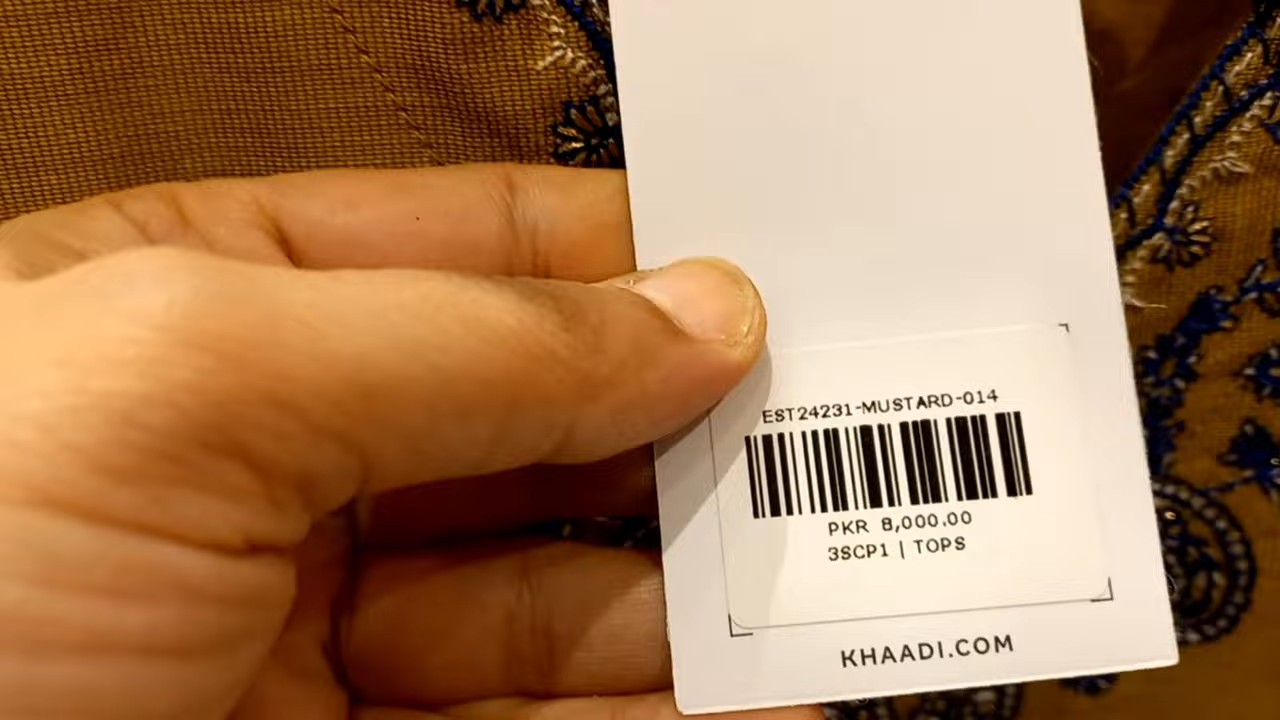 EST24231-MUSTARD-014
PKR 8,000.00
3SCP1 | TOPS
KHAADI.COM